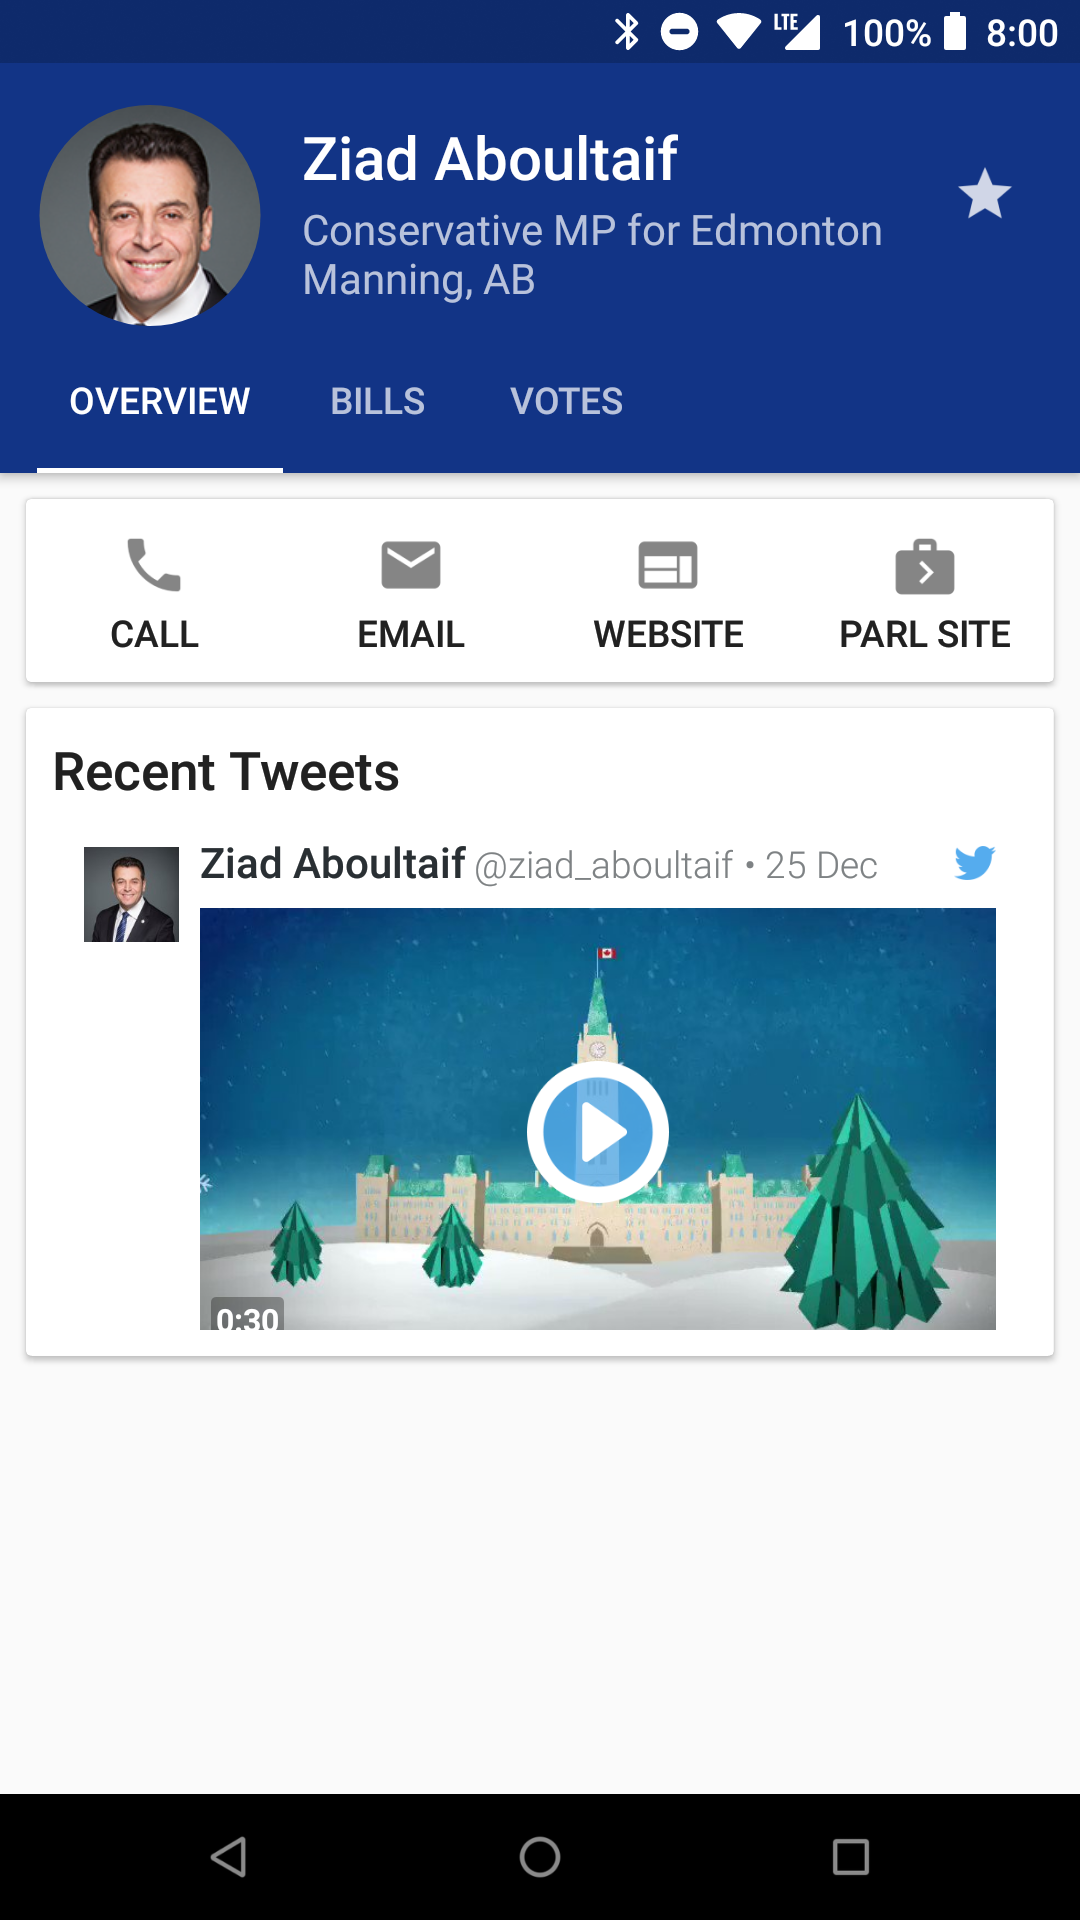 LTE 100% 8:00
Ziad Aboultaif
Conservative MP for Edmonton
Manning, AB
OVERVIEW BILLS VOTES
CALL EMAIL WEBSITE PARL SITE
Recent Tweets
Ziad Aboultaif @ziad_aboultaif • 25 Dec
0:30